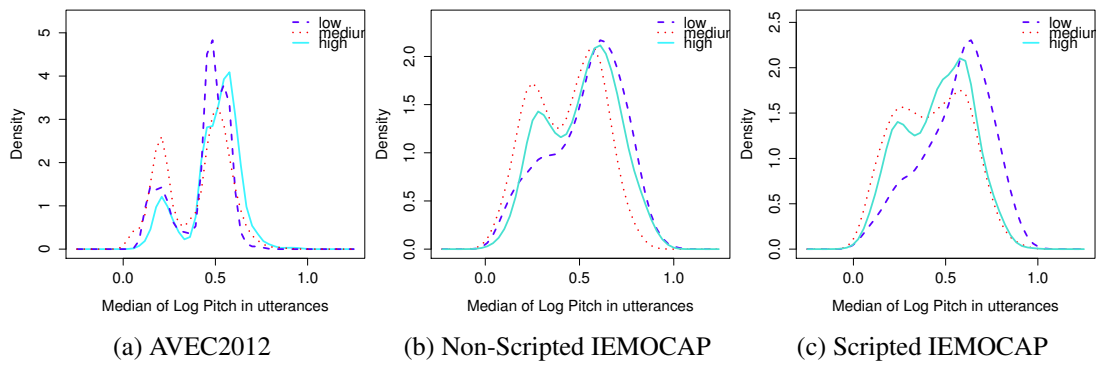 low
medium
high
Density
0
1
2
3
4
5
0.0
0.5
1.0
Median of Log Pitch in utterances
(a) AVEC2012
low
medium
high
Density
0.0
0.5
1.0
1.5
2.0
0.0
0.5
1.0
Median of Log Pitch in utterances
(b) Non-Scripted IEMOCAP
low
medium
high
Density
0.0
0.5
1.0
1.5
2.0
2.5
0.0
0.5
1.0
Median of Log Pitch in utterances
(c) Scripted IEMOCAP